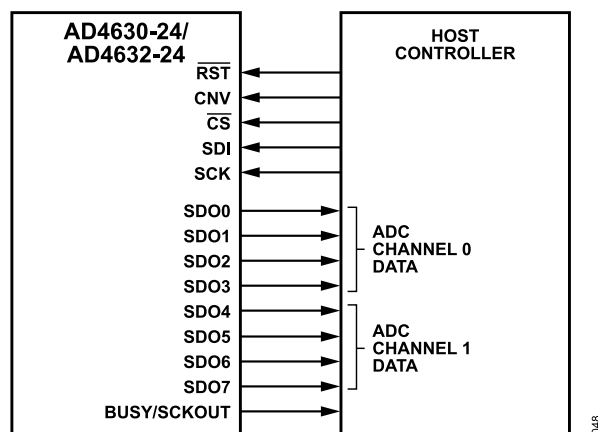 AD4630-24/
AD4632-24
HOST
CONTROLLER
RST
CNV
CS
SDI
SCK
SDO0
SDO1
SDO2
SDO3
SDO4
SDO5
SDO6
SDO7
BUSY/SCKOUT
ADC
CHANNEL 0
DATA
ADC
CHANNEL 1
DATA
048